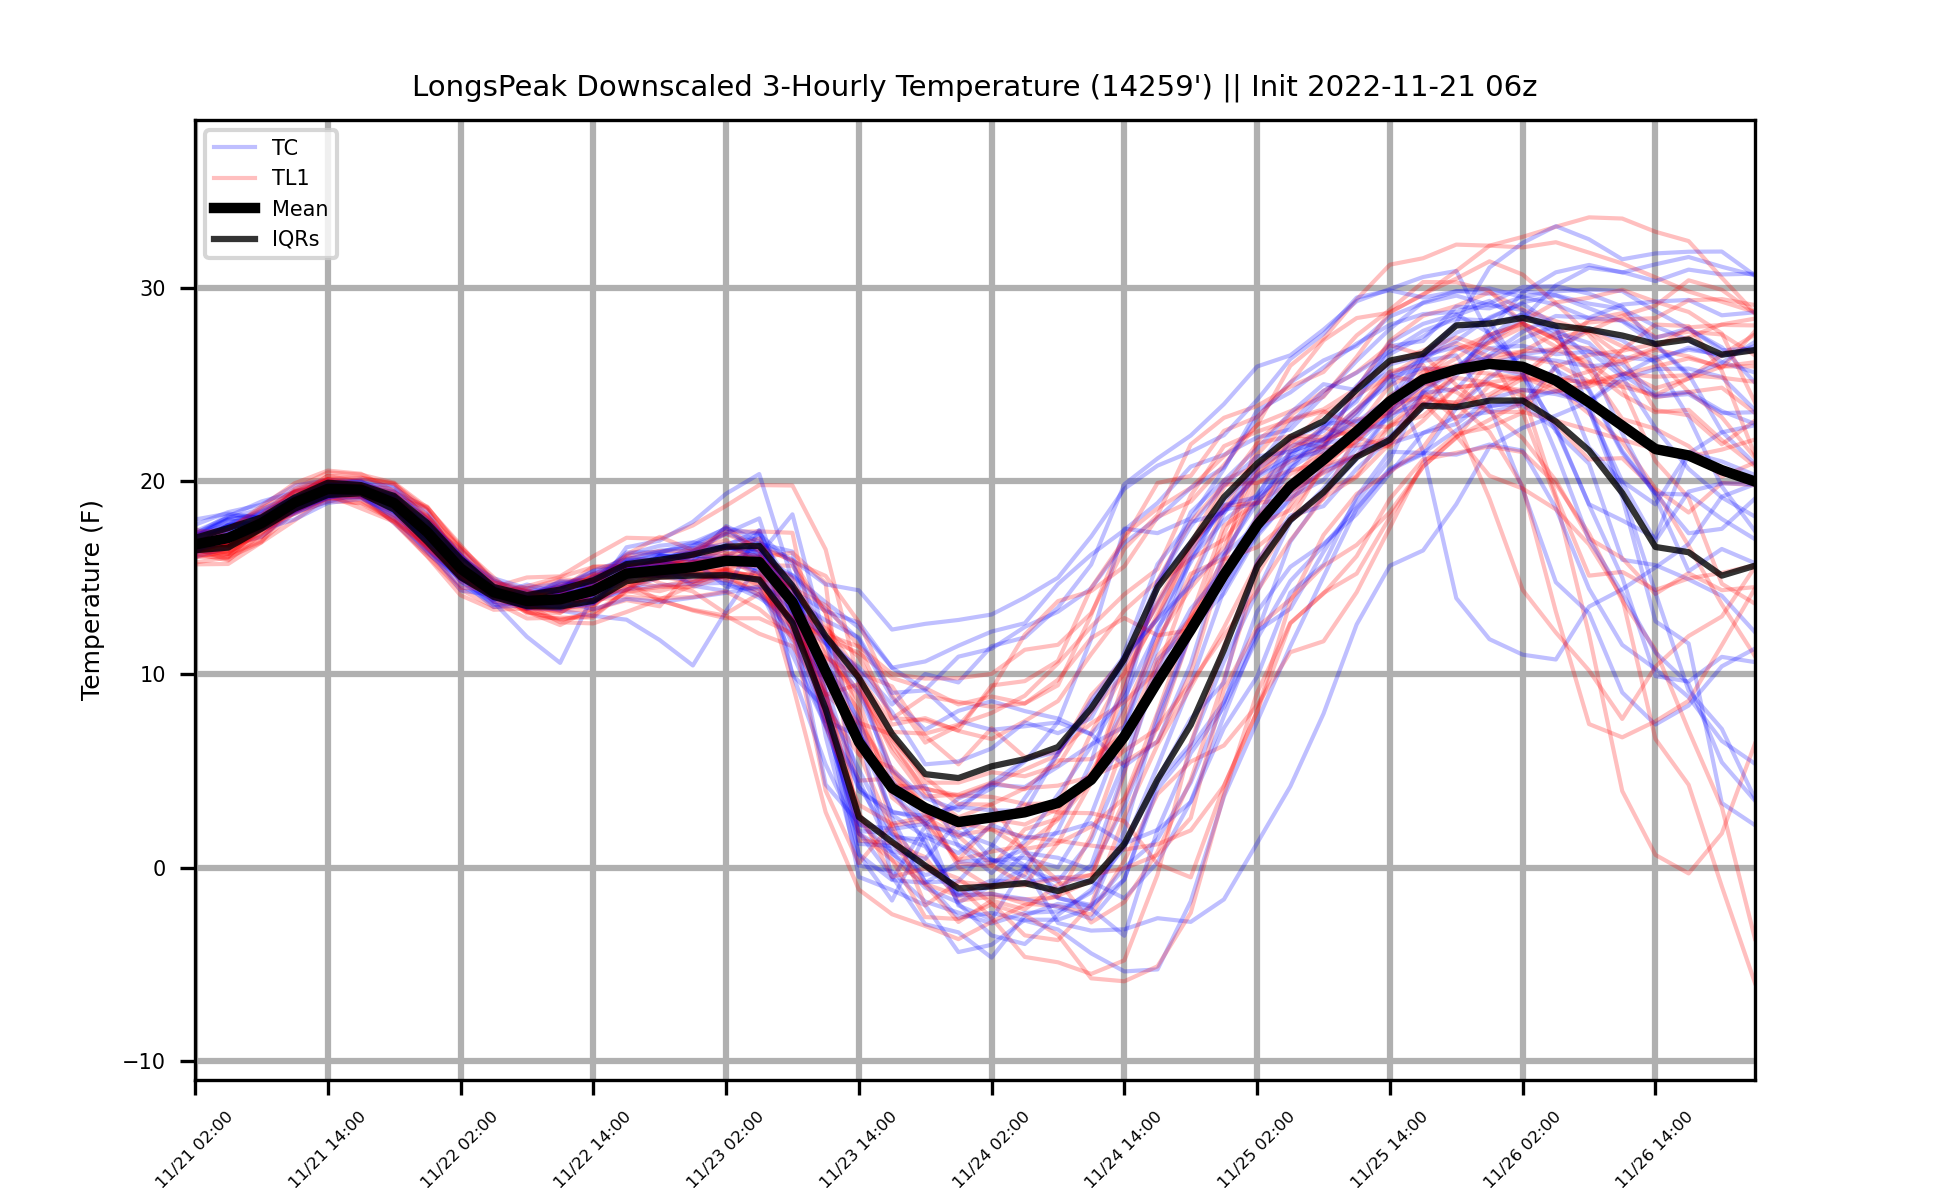 LongsPeak Downscaled 3-Hourly Temperature (14259') || Init 2022-11-21 06z
TC
TL1
Mean
IQRs
Temperature (F)
30
20
10
0
−10
11/21 02:00
11/21 14:00
11/22 02:00
11/22 14:00
11/23 02:00
11/23 14:00
11/24 02:00
11/24 14:00
11/25 02:00
11/25 14:00
11/26 02:00
11/26 14:00